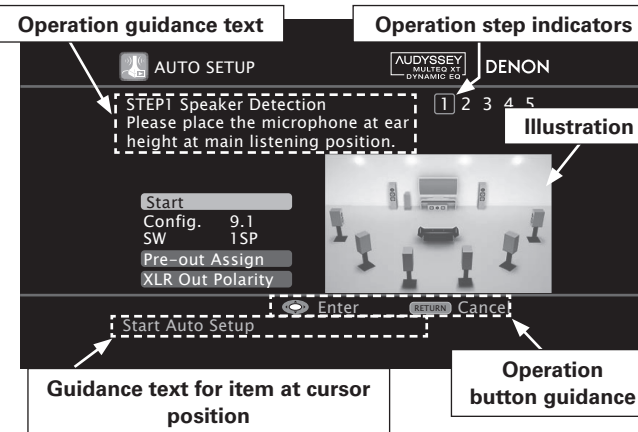 Operation guidance text
Operation step indicators
AUTO SETUP
AUDYSSEY
MULTEQ XT
DYNAMIC EQ
DENON
STEP1 Speaker Detection
Please place the microphone at ear
height at main listening position.
1 2 3 4 5
Illustration
Start
Config. 9.1
SW 1SP
Pre-out Assign
XLR Out Polarity
Enter
RETURN Cancel
Start Auto Setup
Guidance text for item at cursor
position
Operation
button guidance